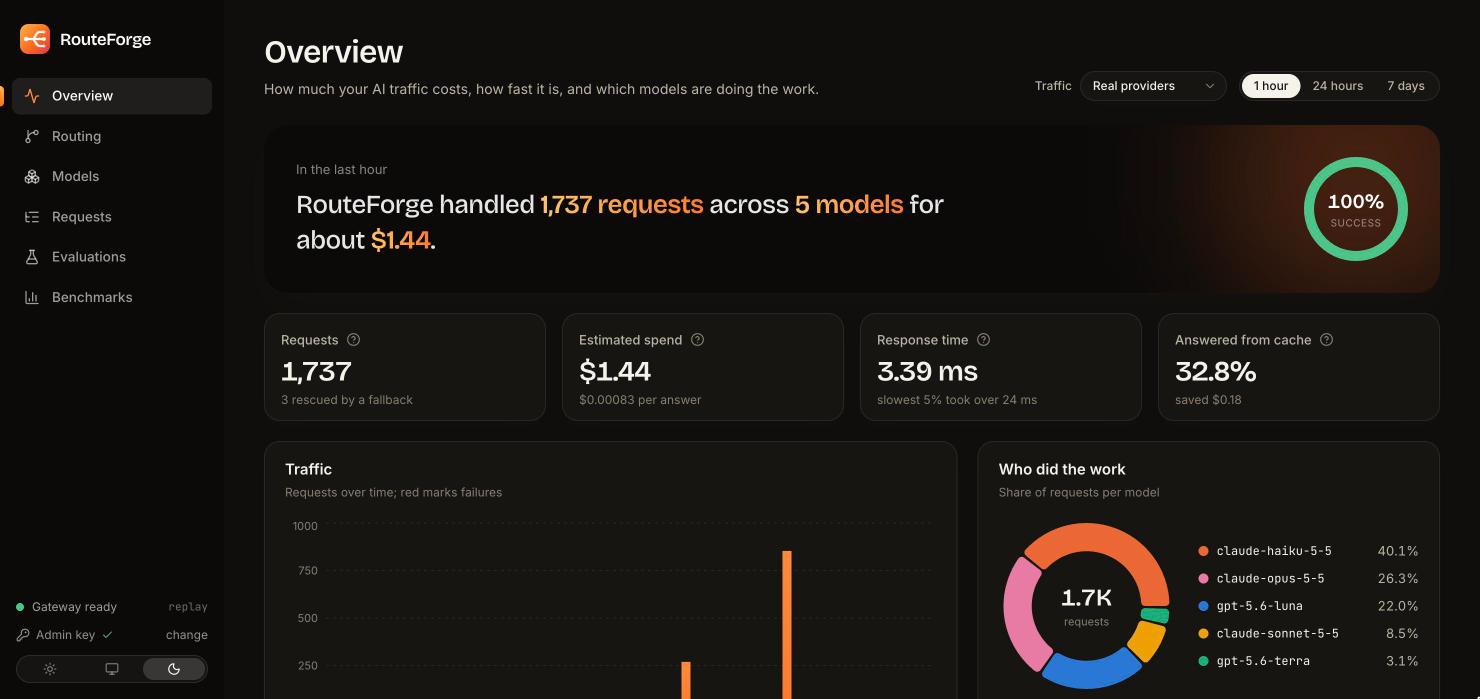 RouteForge
Overview
Routing
Models
Requests
Evaluations
Benchmarks
Gateway ready
replay
Admin key
change
Overview
How much your AI traffic costs, how fast it is, and which models are doing the work.
Traffic
Real providers
1 hour
24 hours
7 days
In the last hour
RouteForge handled 1,737 requests across 5 models for
about $1.44.
100%
SUCCESS
Requests
1,737
3 rescued by a fallback
Estimated spend
$1.44
$0.00083 per answer
Response time
3.39 ms
slowest 5% took over 24 ms
Answered from cache
32.8%
saved $0.18
Traffic
Requests over time; red marks failures
1000
750
500
250
Who did the work
Share of requests per model
1.7K
requests
claude-haiku-5-5 40.1%
claude-opus-5-5 26.3%
gpt-5.6-luna 22.0%
claude-sonnet-5-5 8.5%
gpt-5.6-terra 3.1%